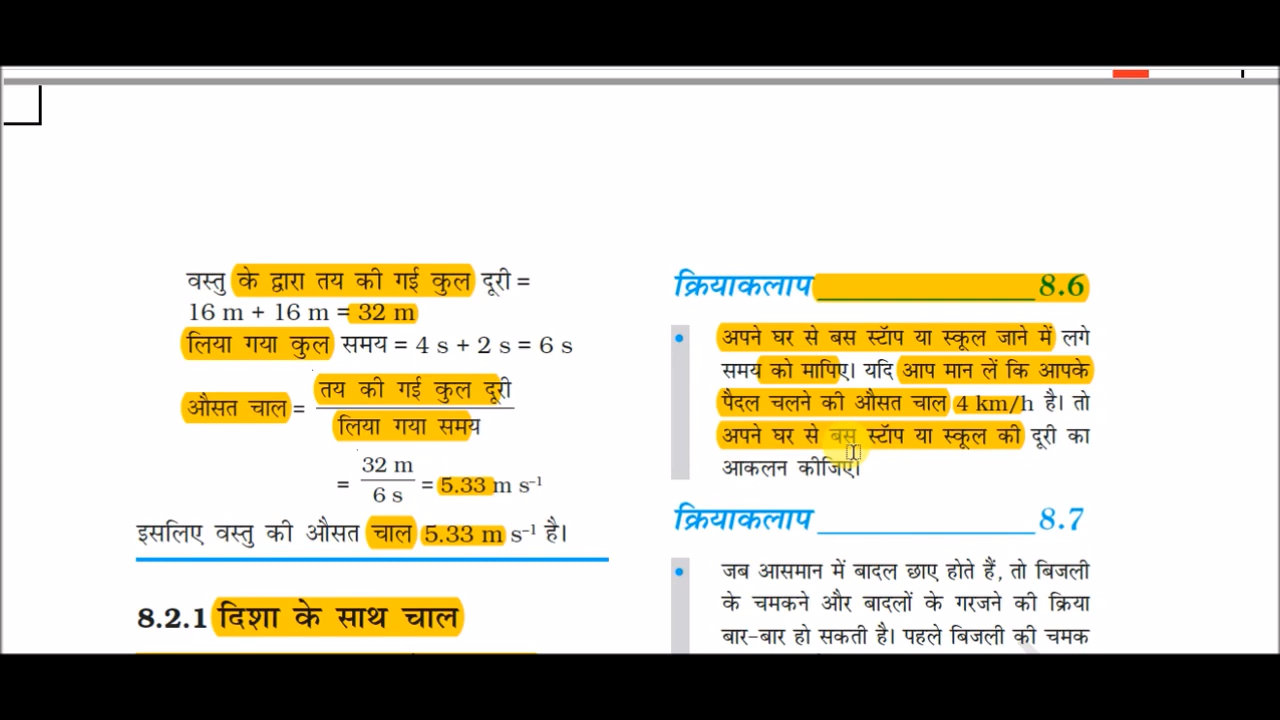 वस्तु के द्वारा तय की गई कुल दूरी =
16 m + 16 m = 32 m
लिया गया कुल समय = 4 s + 2 s = 6 s
औसत चाल = तय की गई कुल दूरी / लिया गया समय
= 32 m / 6 s = 5.33 m s⁻¹
इसलिए वस्तु की औसत चाल 5.33 m s⁻¹ है।
8.2.1 दिशा के साथ चाल
क्रियाकलाप 8.6
• अपने घर से बस स्टॉप या स्कूल जाने में लगे
समय को मापिए। यदि आप मान लें कि आपके
पैदल चलने की औसत चाल 4 km/h है। तो
अपने घर से बस स्टॉप या स्कूल की दूरी का
आकलन कीजिए।
क्रियाकलाप 8.7
• जब आसमान में बादल छाए होते हैं, तो बिजली
के चमकने और बादलों के गरजने की क्रिया
बार-बार हो सकती है। पहले बिजली की चमक